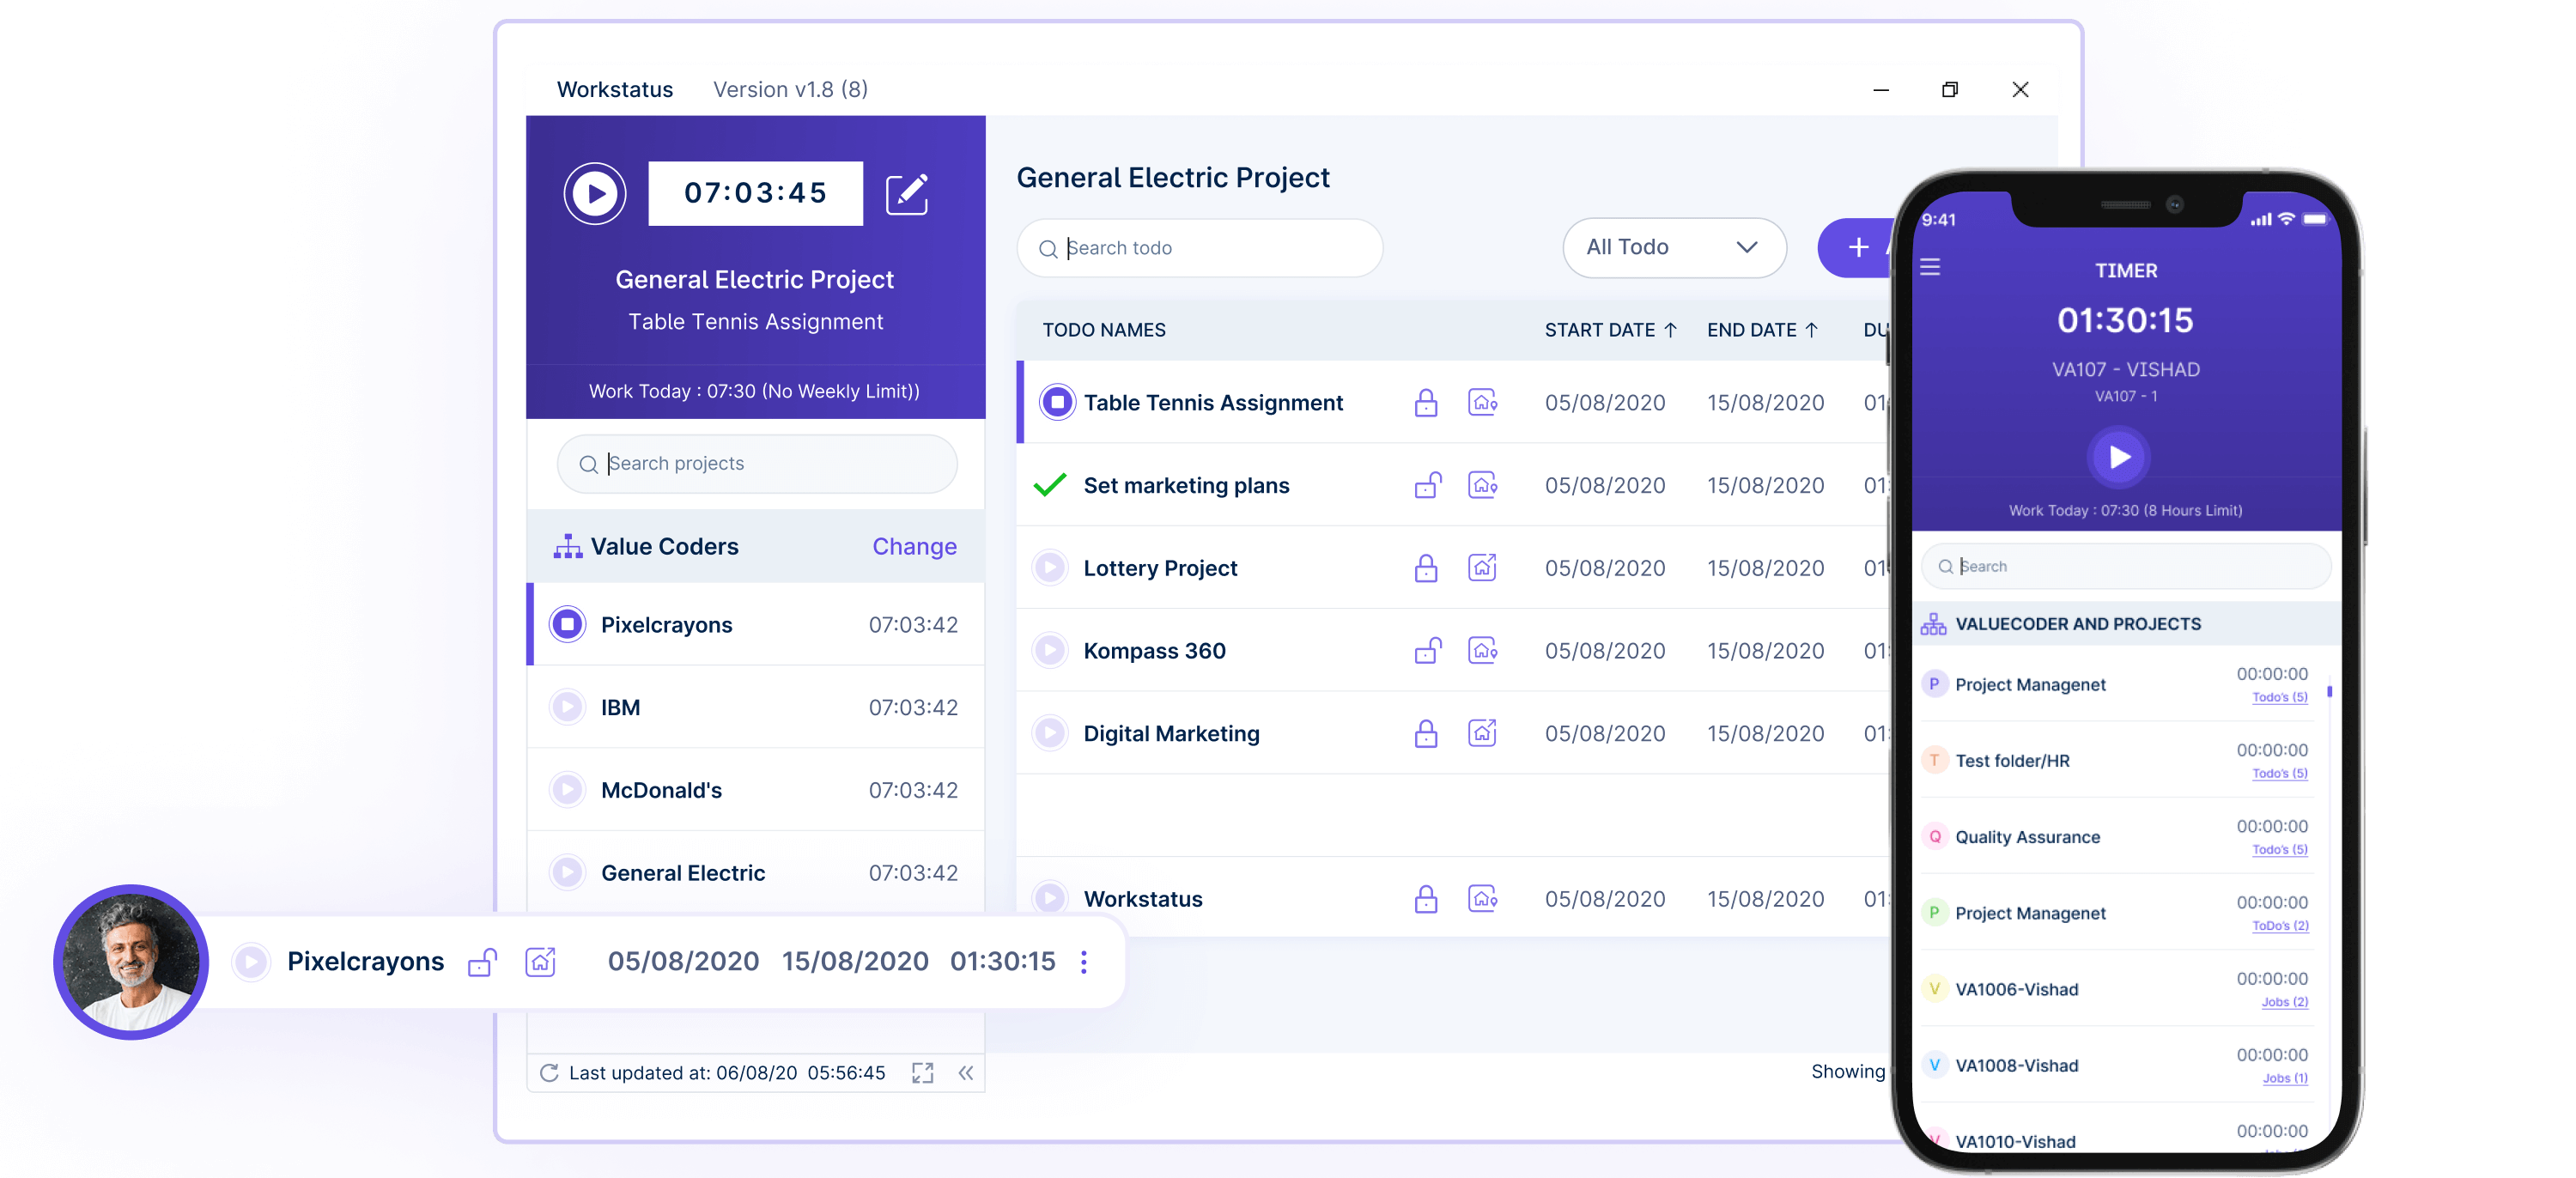 Workstatus Version v1.8 (8)
07:03:45
General Electric Project
Table Tennis Assignment
Work Today : 07:30 (No Weekly Limit))
Search projects
Value Coders Change
Pixelcrayons 07:03:42
IBM 07:03:42
McDonald's 07:03:42
General Electric 07:03:42
Last updated at: 06/08/20 05:56:45
General Electric Project
Search todo All Todo
TODO NAMES START DATE END DATE
Table Tennis Assignment 05/08/2020 15/08/2020
Set marketing plans 05/08/2020 15/08/2020
Lottery Project 05/08/2020 15/08/2020
Kompass 360 05/08/2020 15/08/2020
Digital Marketing 05/08/2020 15/08/2020
Workstatus 05/08/2020 15/08/2020
Showing
Pixelcrayons 05/08/2020 15/08/2020 01:30:15
9:41
TIMER
01:30:15
VA107 - VISHAD
VA107 - 1
Work Today : 07:30 (8 Hours Limit)
Search
VALUECODER AND PROJECTS
Project Managenet 00:00:00
Todo's (5)
Test folder/HR 00:00:00
Todo's (5)
Quality Assurance 00:00:00
Todo's (5)
Project Managenet 00:00:00
ToDo's (2)
VA1006-Vishad 00:00:00
Jobs (2)
VA1008-Vishad 00:00:00
Jobs (1)
VA1010-Vishad 00:00:00